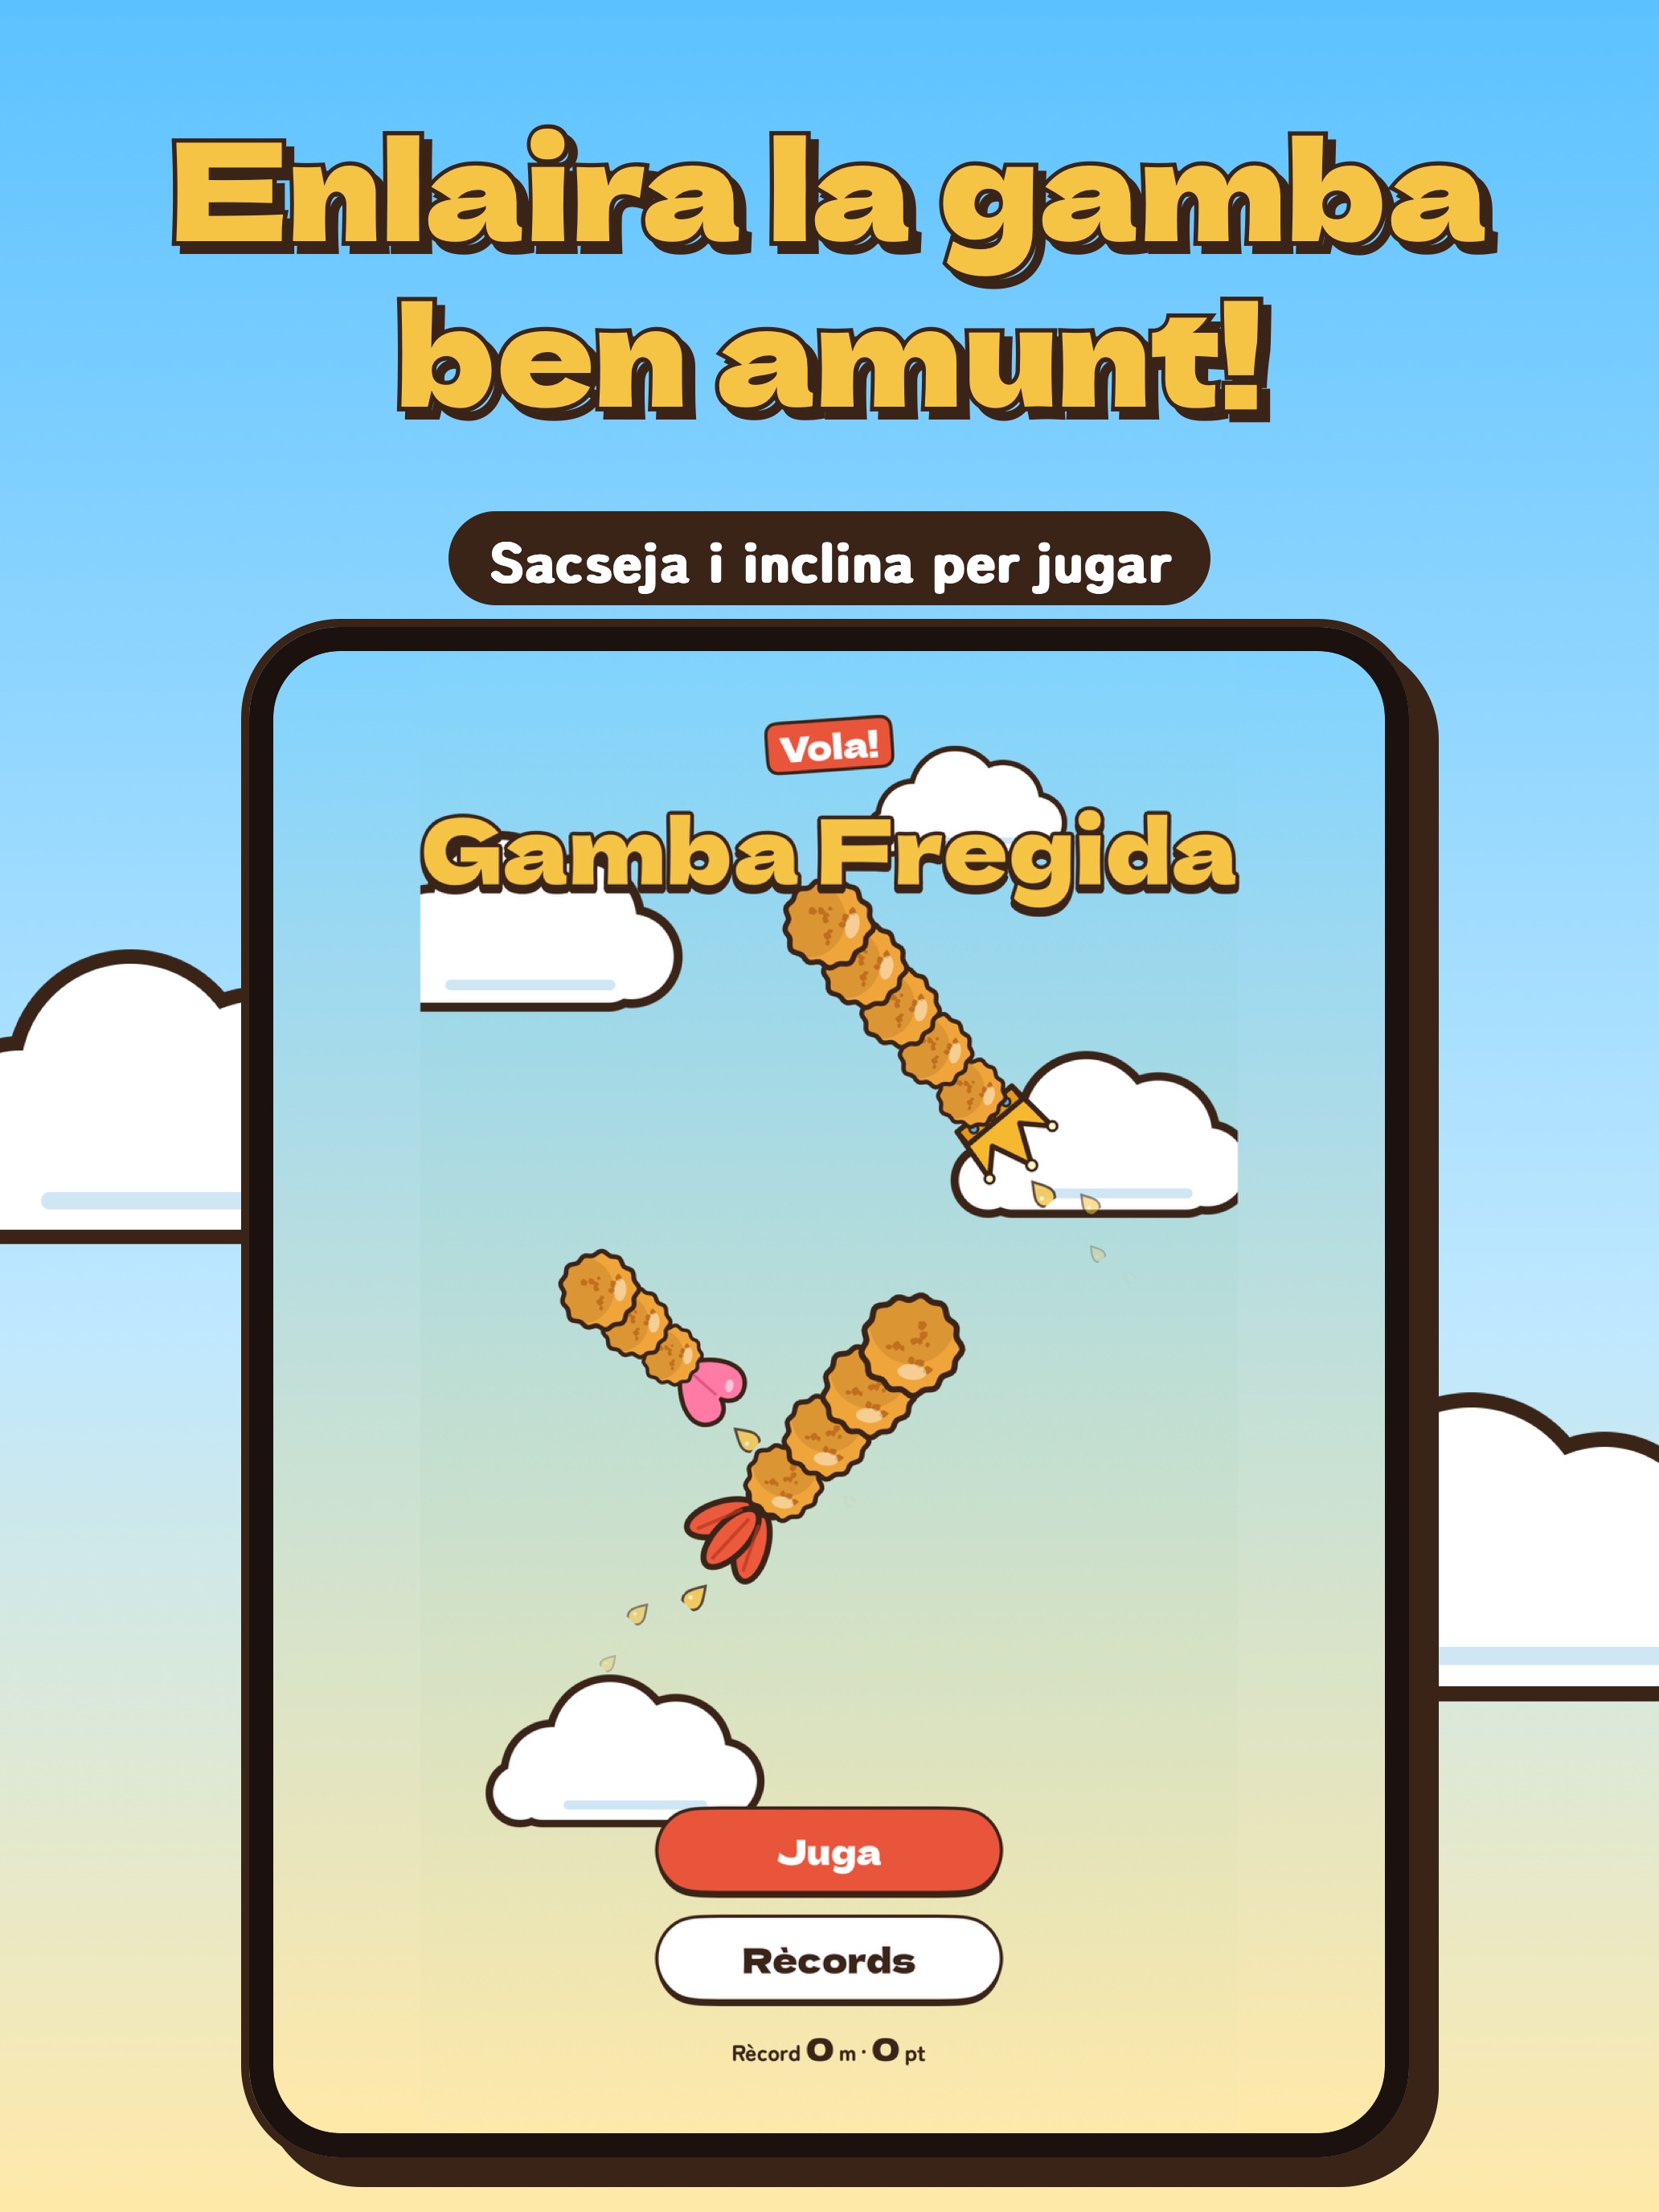 Enlaira la gamba
ben amunt!
Sacseja i inclina per jugar
Vola!
Gamba Fregida
Juga
Rècords
Rècord 0 m · 0 pt